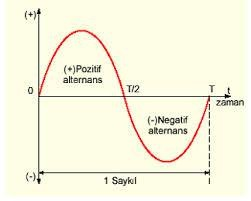 (+)
(+)Pozitif
alternans
0
T/2
T
t
zaman
(-)Negatif
alternans
(-)
1 Saykıl